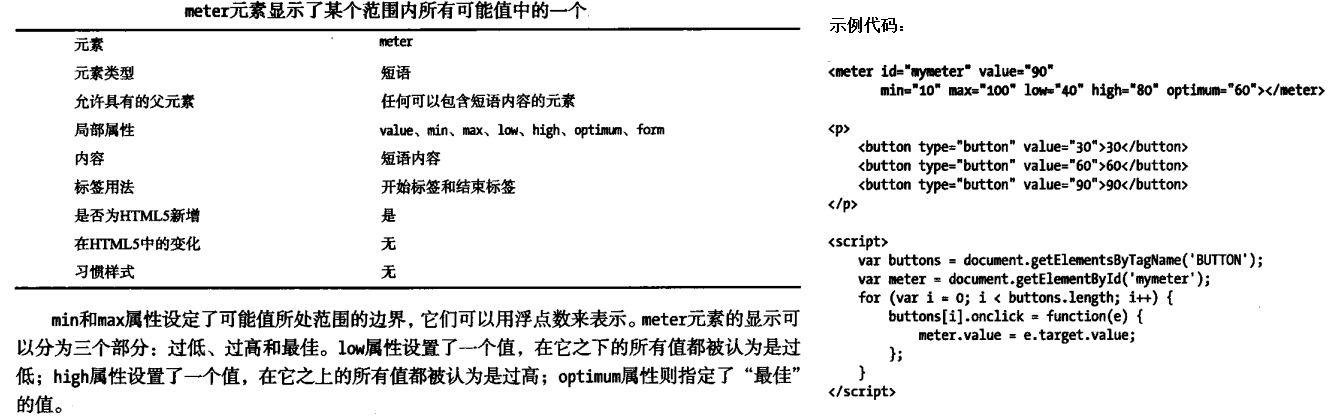 meter元素显示了某个范围内所有可能值中的一个
元素 meter
元素类型 短语
允许具有的父元素 任何可以包含短语内容的元素
局部属性 value、min、max、low、high、optimum、form
内容 短语内容
标签用法 开始标签和结束标签
是否为HTML5新增 是
在HTML5中的变化 无
习惯样式 无
min和max属性设定了可能值所处范围的边界，它们可以用浮点数来表示。meter元素的显示可
以分为三个部分：过低、过高和最佳。low属性设置了一个值，在它之下的所有值都被认为是过
低；high属性设置了一个值，在它之上的所有值都被认为是过高；optimum属性则指定了“最佳”
的值。
示例代码：
<meter id="mymeter" value="90"
min="10" max="100" low="40" high="80" optimum="60"></meter>
<p>
<button type="button" value="30">30</button>
<button type="button" value="60">60</button>
<button type="button" value="90">90</button>
</p>
<script>
var buttons = document.getElementsByTagName('BUTTON');
var meter = document.getElementById('mymeter');
for (var i = 0; i < buttons.length; i++) {
buttons[i].onclick = function(e) {
meter.value = e.target.value;
};
}
</script>